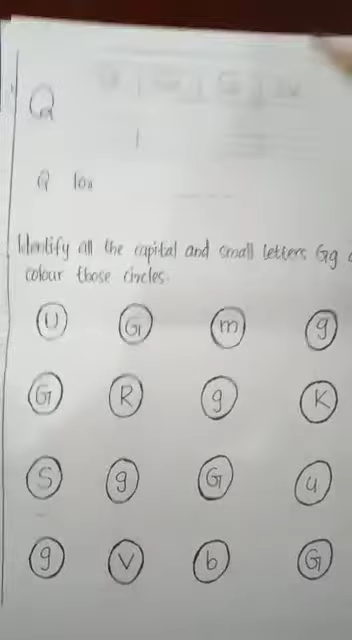 Q
Q
Identify all the capital and small letters Gg
colour those circles.
U G m g
G R g K
S g G u
g V b G